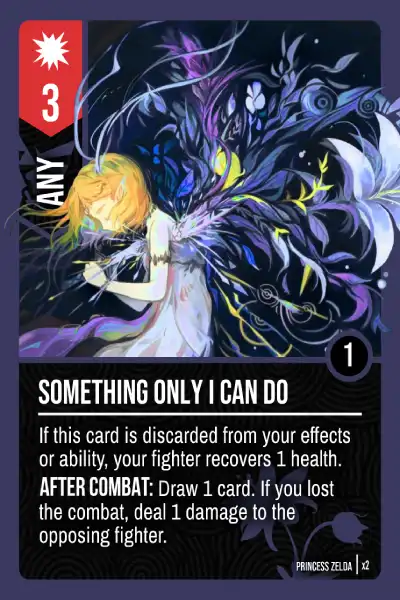 3
ANY
1
SOMETHING ONLY I CAN DO
If this card is discarded from your effects
or ability, your fighter recovers 1 health.
AFTER COMBAT: Draw 1 card. If you lost
the combat, deal 1 damage to the
opposing fighter.
PRINCESS ZELDA | x2